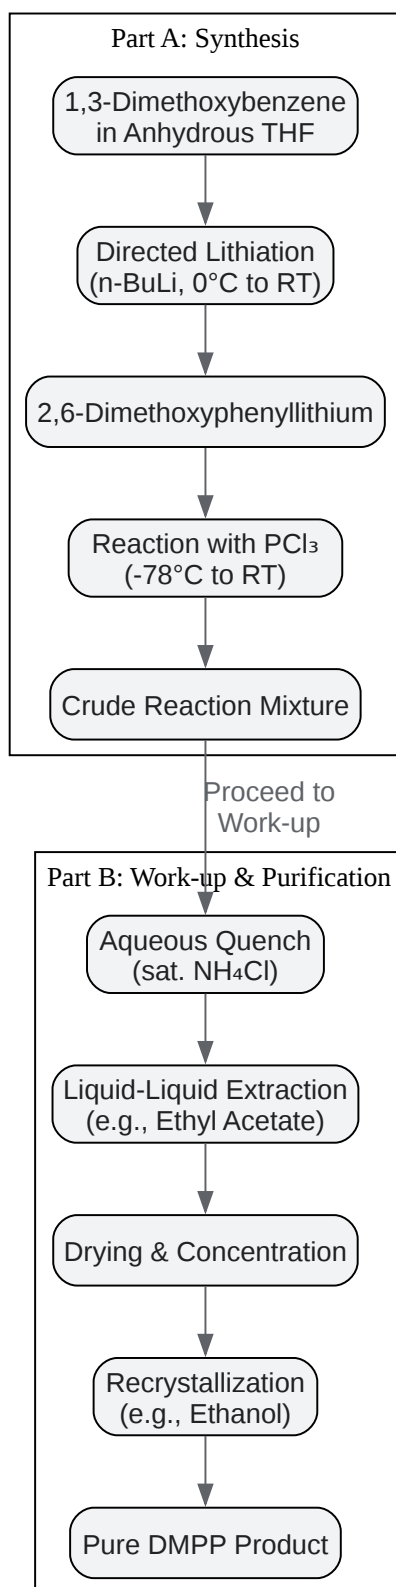 Part A: Synthesis
1,3-Dimethoxybenzene
in Anhydrous THF
Directed Lithiation
(n-BuLi, 0°C to RT)
2,6-Dimethoxyphenyllithium
Reaction with PCl₃
(-78°C to RT)
Crude Reaction Mixture
Proceed to
Work-up
Part B: Work-up & Purification
Aqueous Quench
(sat. NH₄Cl)
Liquid-Liquid Extraction
(e.g., Ethyl Acetate)
Drying & Concentration
Recrystallization
(e.g., Ethanol)
Pure DMPP Product